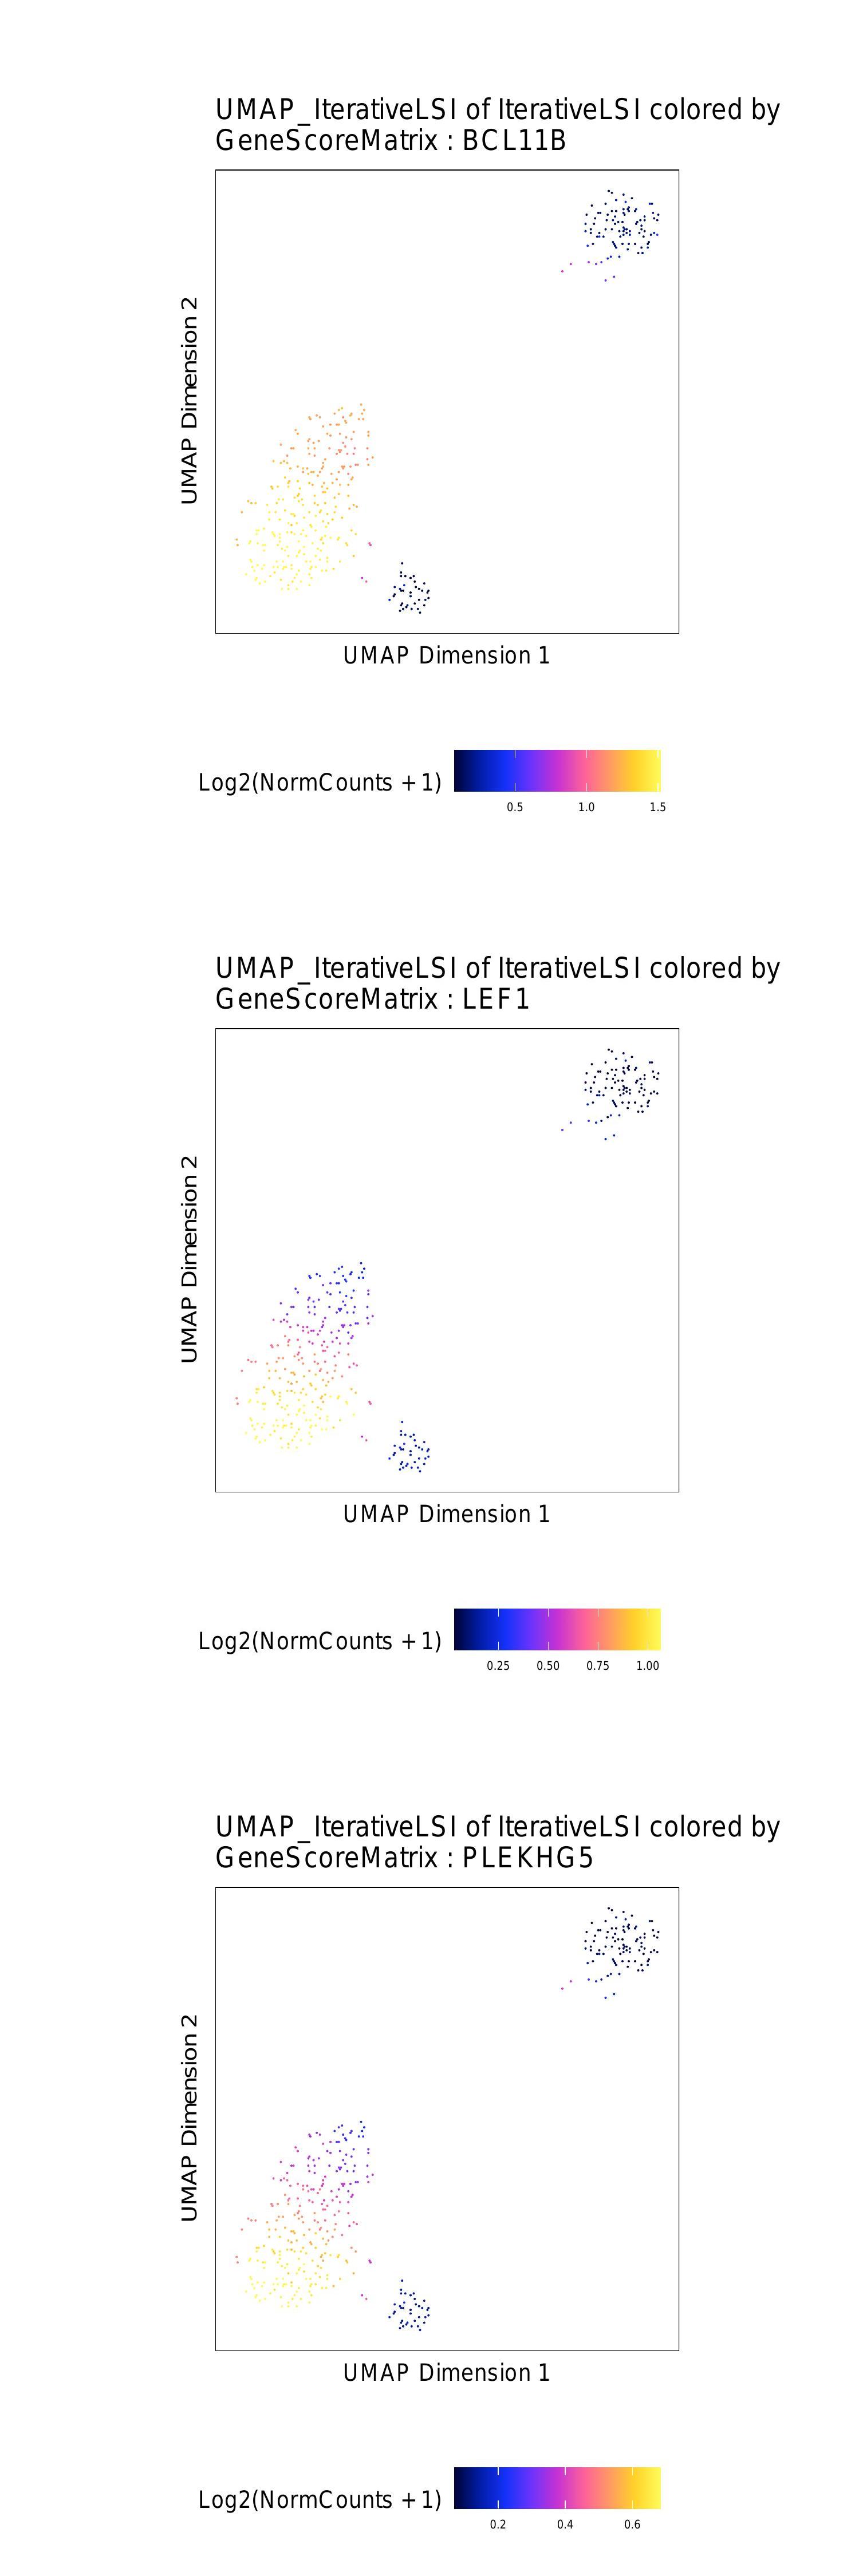 UMAP_IterativeLSI of IterativeLSI colored by
GeneScoreMatrix : BCL11B
UMAP Dimension 2
UMAP Dimension 1
Log2(NormCounts +1)
0.5 1.0 1.5
UMAP_IterativeLSI of IterativeLSI colored by
GeneScoreMatrix : LEF1
UMAP Dimension 2
UMAP Dimension 1
Log2(NormCounts +1)
0.25 0.50 0.75 1.00
UMAP_IterativeLSI of IterativeLSI colored by
GeneScoreMatrix : PLEKHG5
UMAP Dimension 2
UMAP Dimension 1
Log2(NormCounts +1)
0.2 0.4 0.6